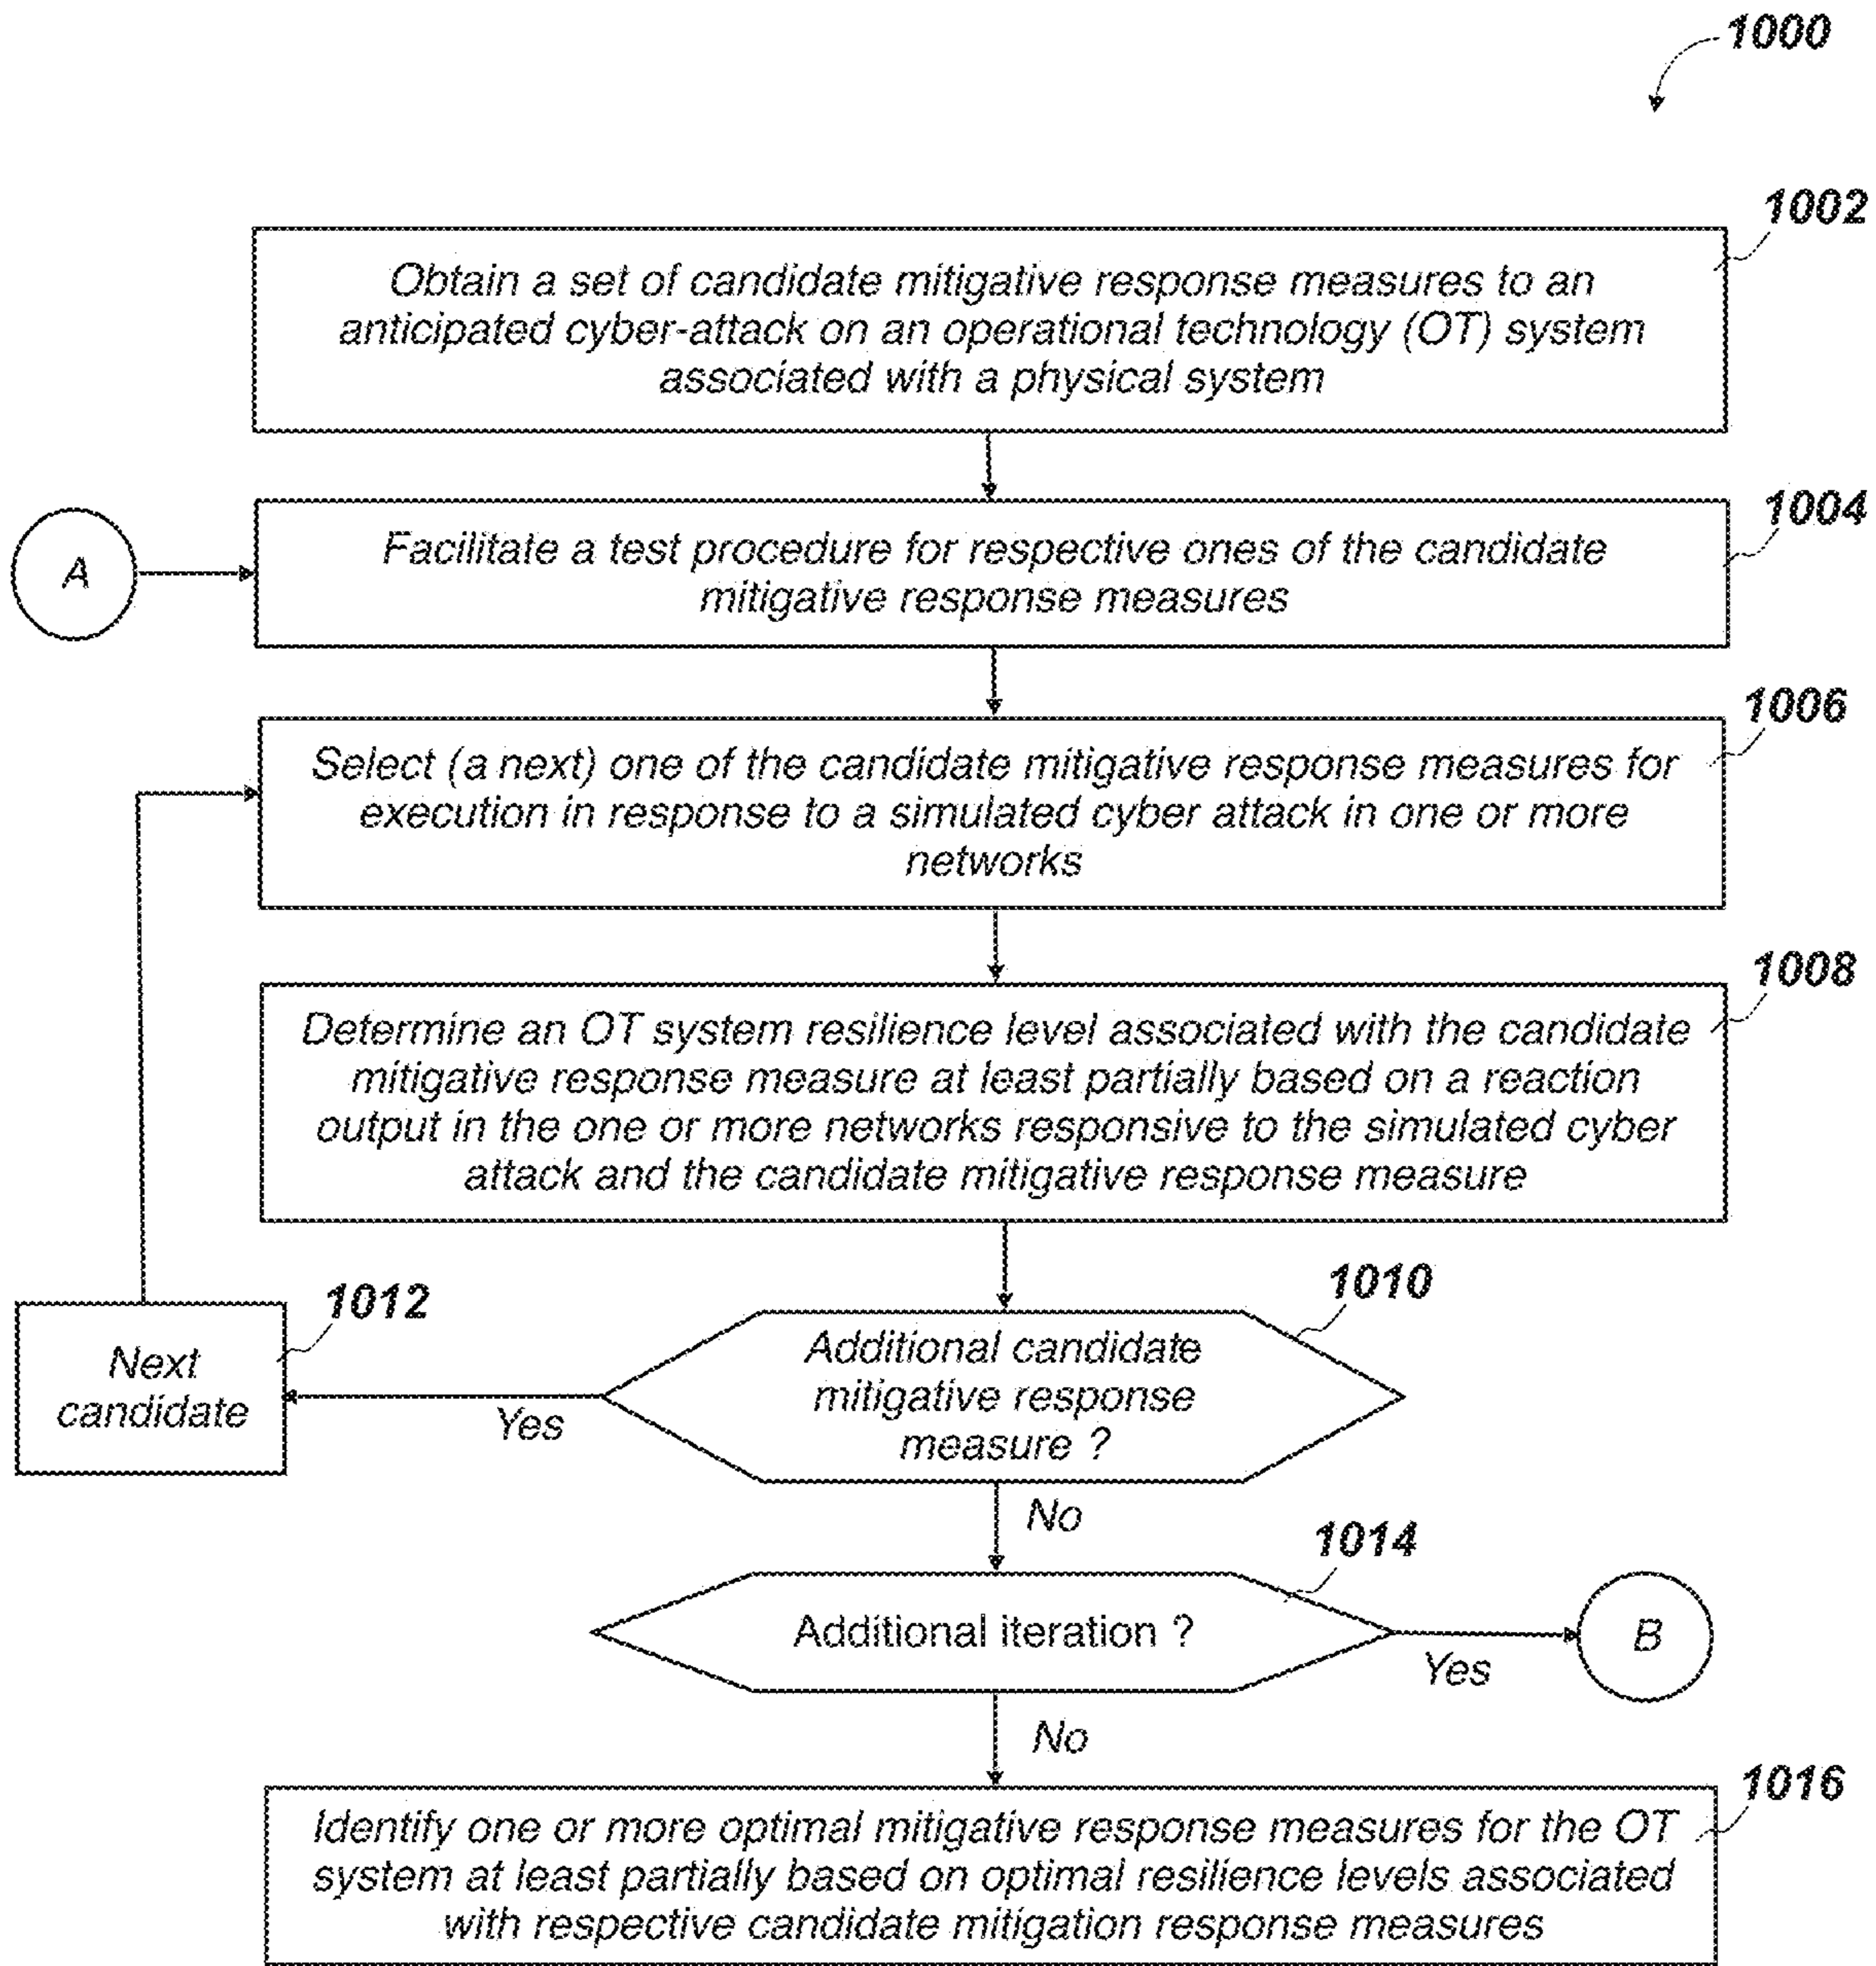 1000
1002
Obtain a set of candidate mitigative response measures to an
anticipated cyber-attack on an operational technology (OT) system
associated with a physical system
1004
A
Facilitate a test procedure for respective ones of the candidate
mitigative response measures
1006
Select (a next) one of the candidate mitigative response measures for
execution in response to a simulated cyber attack in one or more
networks
1008
Determine an OT system resilience level associated with the candidate
mitigative response measure at least partially based on a reaction
output in the one or more networks responsive to the simulated cyber
attack and the candidate mitigative response measure
1010
1012
Additional candidate
mitigative response
measure ?
Next
candidate
Yes
No
1014
Additional iteration ?
B
Yes
No
1016
Identify one or more optimal mitigative response measures for the OT
system at least partially based on optimal resilience levels associated
with respective candidate mitigation response measures